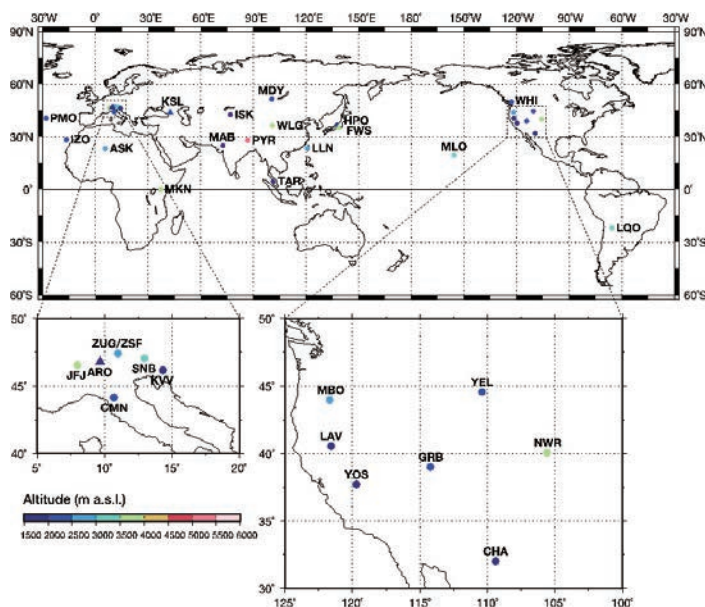 30°W 0° 30°E 60°E 90°E 120°E 150°E 180° 150°W 120°W 90°W 60°W 30°W
90°N 90°N
60°N 60°N
MDY WHI
KSL
PMO ISK HPO
WLG FWS
30°N 30°N
IZO MAB PYR
ASK LLN MLO
TAR
0° MKN 0°
LQO
30°S 30°S
60°S 60°S
50°
ZUG/ZSF
JFJ ARO SNB KVV
45°
CMN
40°
5° 10° 15° 20°
Altitude (m a.s.l.)
1500 2000 2500 3000 3500 4000 4500 5000 5500 6000
50°
45°
MBO YEL
LAV NWR
40°
YOS GRB
35°
CHA
30°
125° 120° 115° 110° 105° 100°